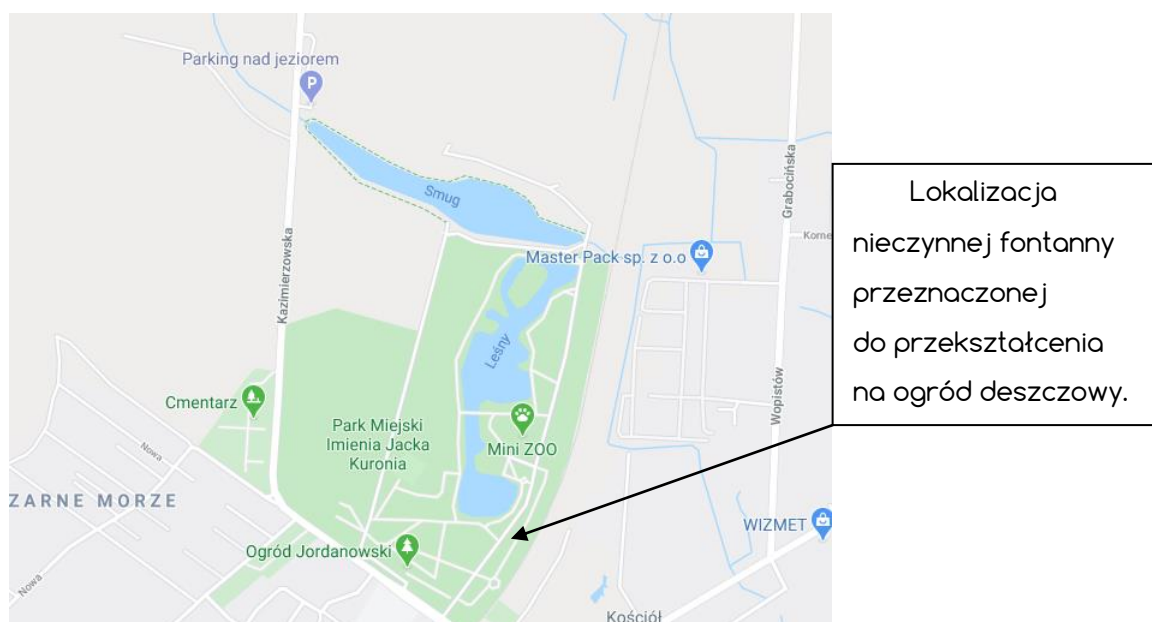 Parking nad jeziorem
Smug
Grabocińska
Kazimierzowska
Master Pack sp. z o.o
Leśny
Cmentarz
Park Miejski
Imienia Jacka
Kuronia
Mini ZOO
Wopistów
Nowa
ZARNE MORZE
WIZMET
Ogród Jordanowski
Nowa
Kościół
Korne
Lokalizacja
nieczynnej fontanny
przeznaczonej
do przekształcenia
na ogród deszczowy.